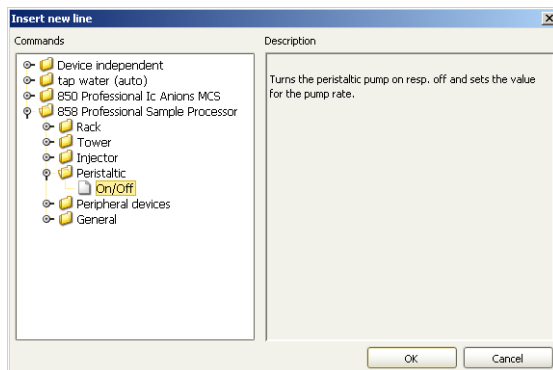 Insert new line
Commands
Description
Device independent
tap water (auto)
850 Professional Ic Anions MCS
858 Professional Sample Processor
Rack
Tower
Injector
Peristaltic
On/Off
Peripheral devices
General
Turns the peristaltic pump on resp. off and sets the value
for the pump rate.
OK
Cancel